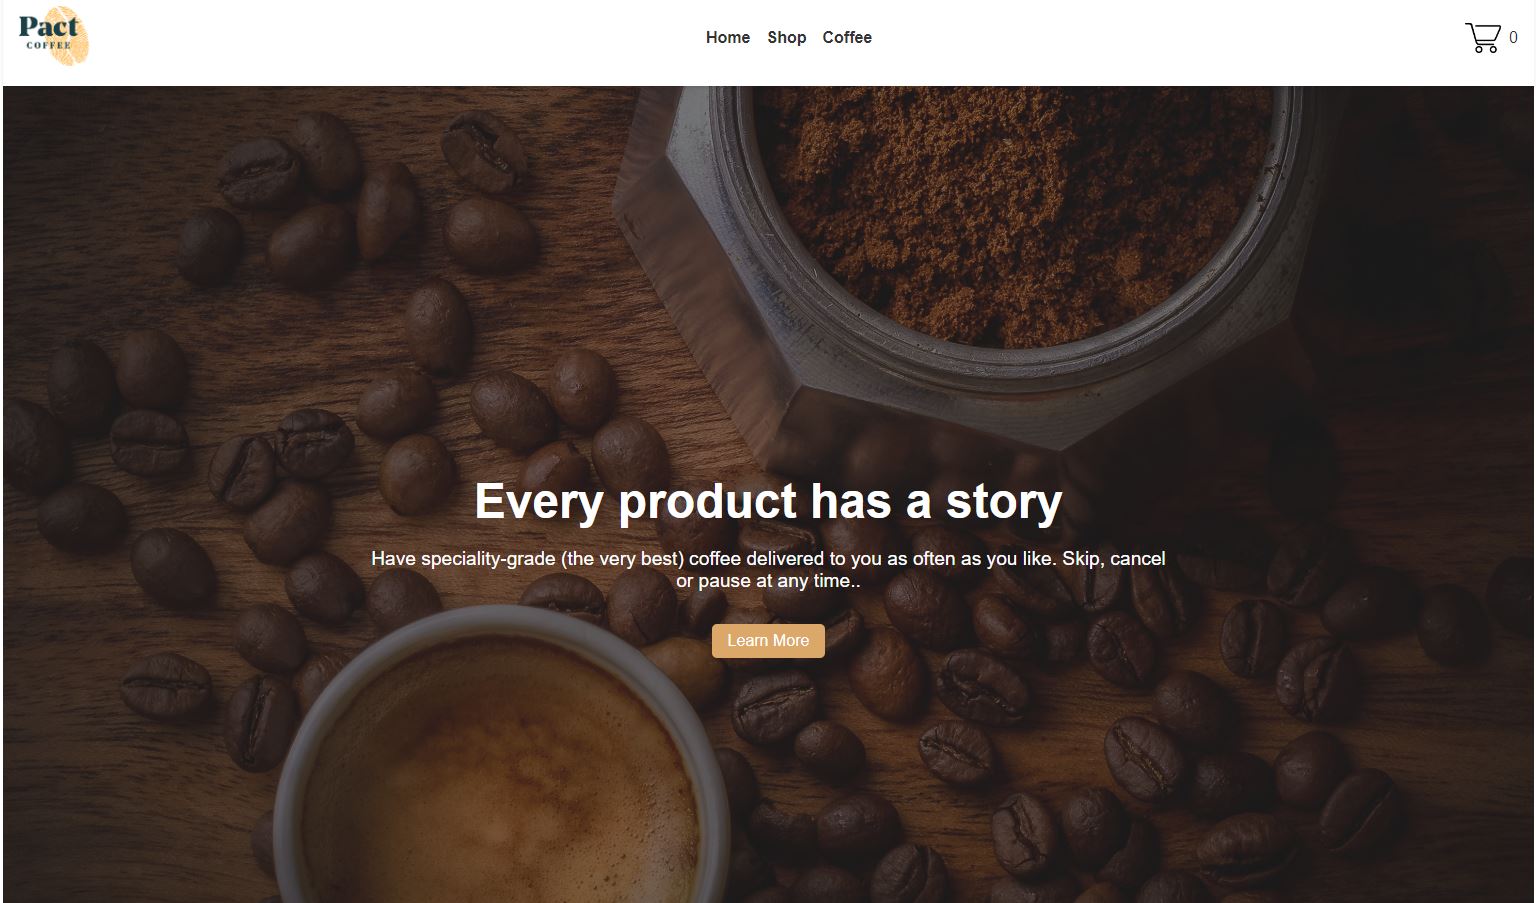 Pact
COFFEE
Home Shop Coffee
0
Every product has a story
Have speciality-grade (the very best) coffee delivered to you as often as you like. Skip, cancel
or pause at any time..
Learn More